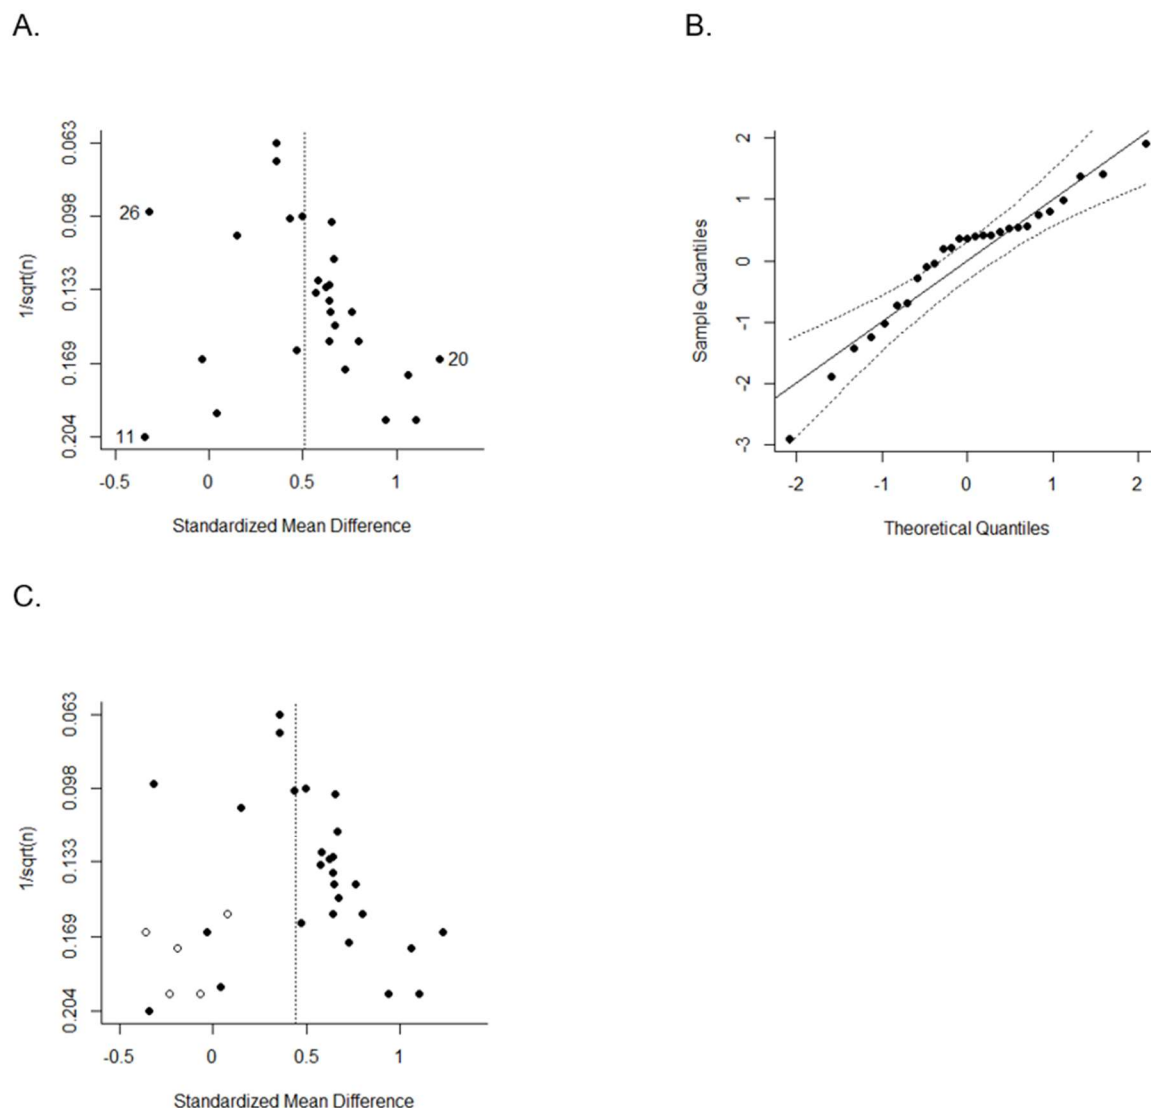 A.
0.063
0.098
0.133
0.169
0.204
1/sqrt(n)
26
20
11
-0.5 0 0.5 1
Standardized Mean Difference
B.
2
1
0
-1
-2
-3
Sample Quantiles
-2 -1 0 1 2
Theoretical Quantiles
C.
0.063
0.098
0.133
0.169
0.204
1/sqrt(n)
-0.5 0 0.5 1
Standardized Mean Difference